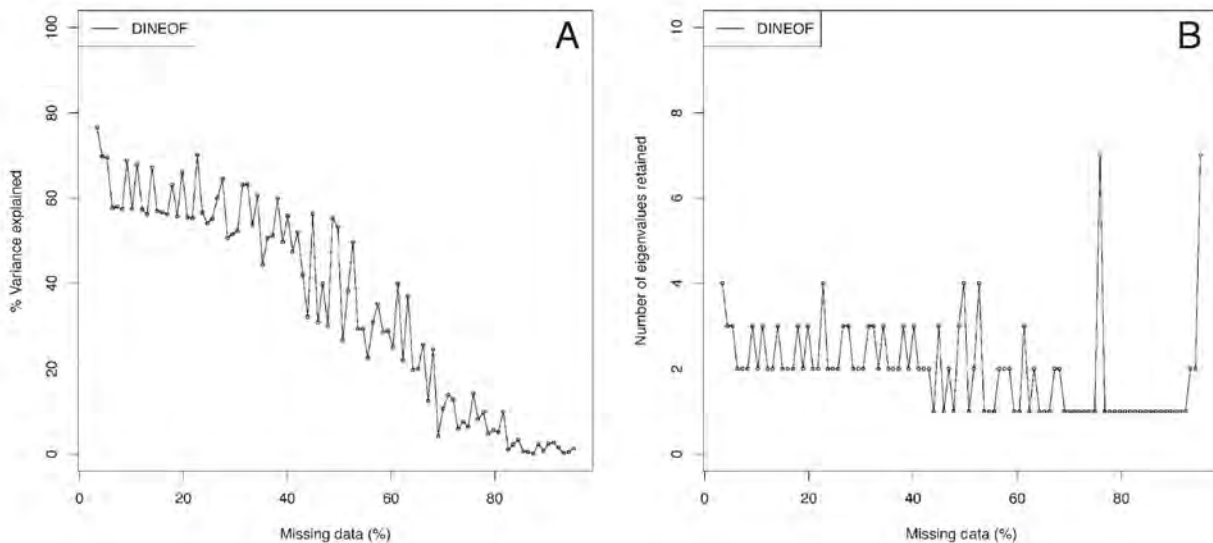 DINEOF
A
100
80
60
40
20
0
% Variance explained
0 20 40 60 80
Missing data (%)
DINEOF
B
10
8
6
4
2
0
Number of eigenvalues retained
0 20 40 60 80
Missing data (%)